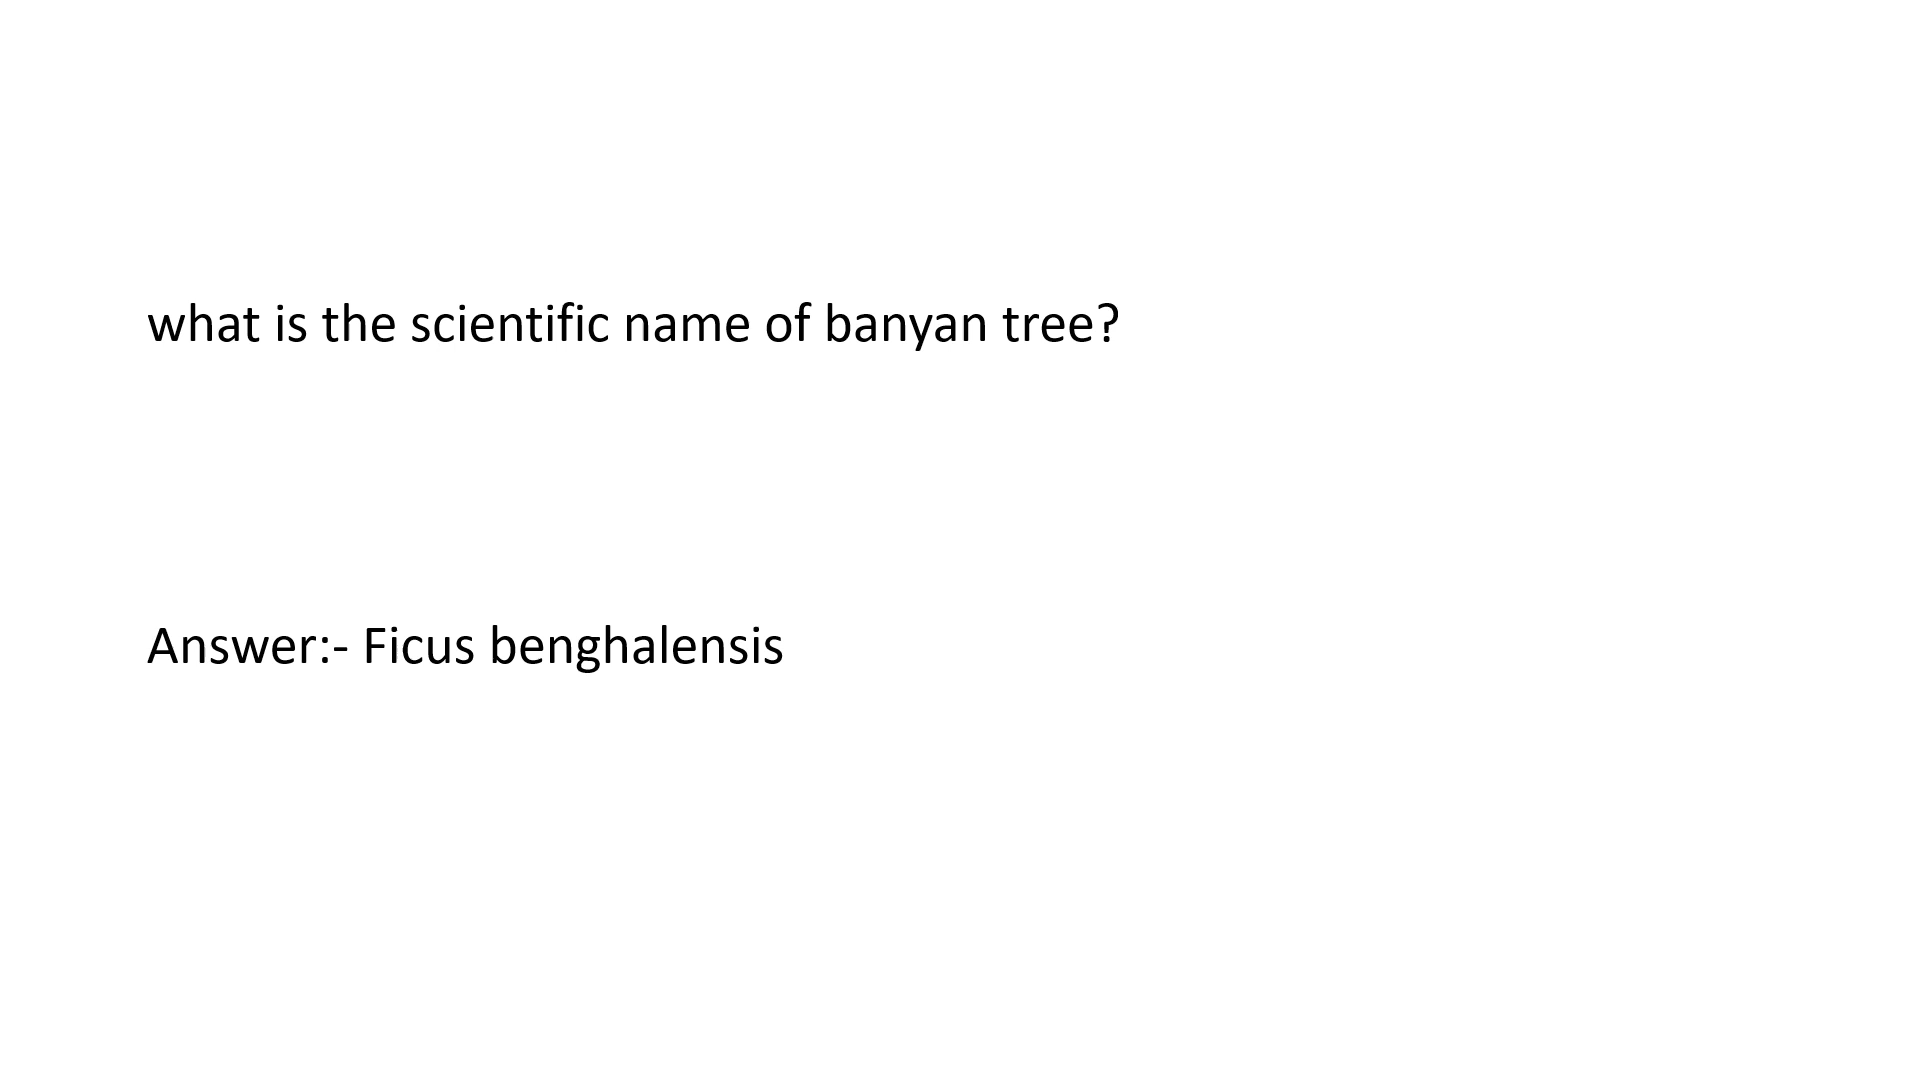 what is the scientific name of banyan tree?
Answer:- Ficus benghalensis